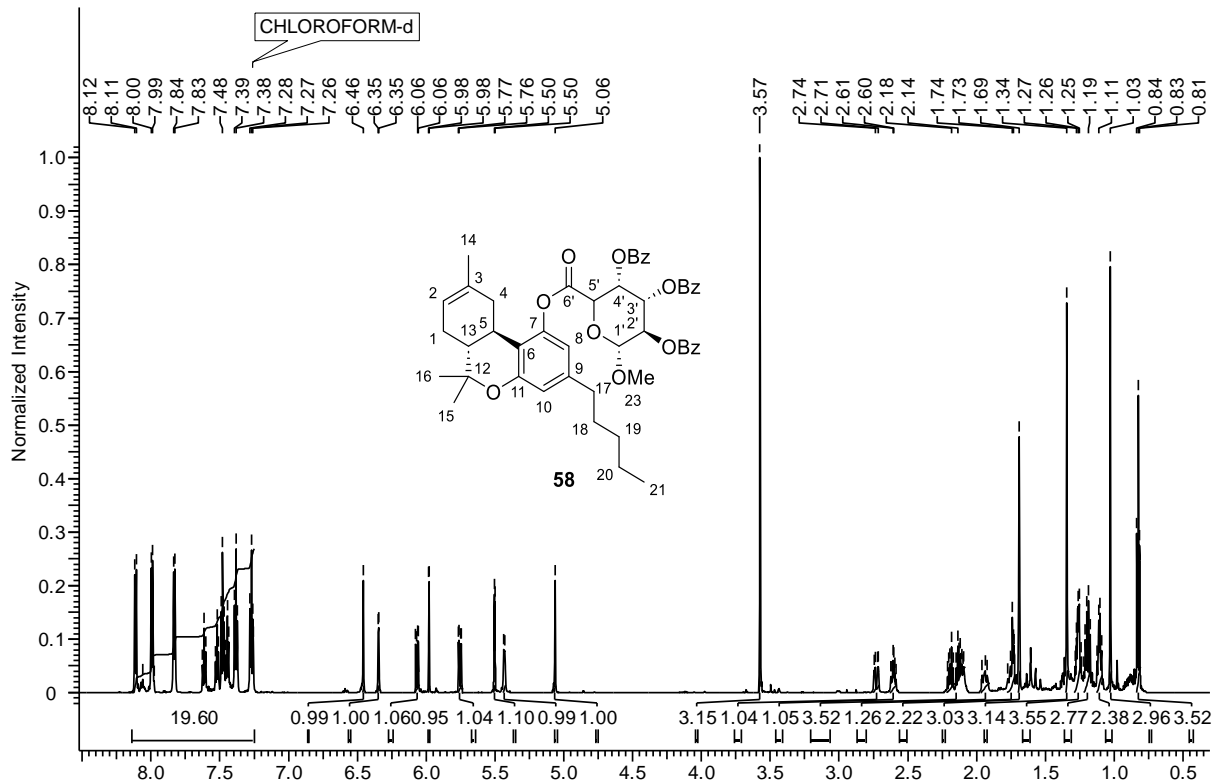 CHLOROFORM-d
8.12 8.11 8.00 7.99 7.84 7.83 7.48 7.39 7.38 7.28 7.27 7.26 6.46 6.35 6.35 6.06 6.06 5.98 5.98 5.77 5.76 5.50 5.50 5.06 3.57 2.74 2.71 2.61 2.60 2.18 2.14 1.74 1.73 1.69 1.34 1.27 1.26 1.25 1.19 1.11 1.03 0.84 0.83 0.81
1.0
0.9
0.8
0.7
0.6
0.5
0.4
0.3
0.2
0.1
0
Normalized Intensity
14 O OBz
3 5' OBz
2 4 6' 4'
O 3'
5 7 O 2'
1 13 8 1' OBz
6 8
12 9 O Me
16 O 11 17 23
15 10
18 19
20
58 21
19.60 0.99 1.00 1.06 0.95 1.04 1.10 0.99 1.00 3.15 1.04 1.05 3.52 1.26 2.22 3.03 3.14 3.55 2.77 2.38 2.96 3.52
8.0 7.5 7.0 6.5 6.0 5.5 5.0 4.5 4.0 3.5 3.0 2.5 2.0 1.5 1.0 0.5